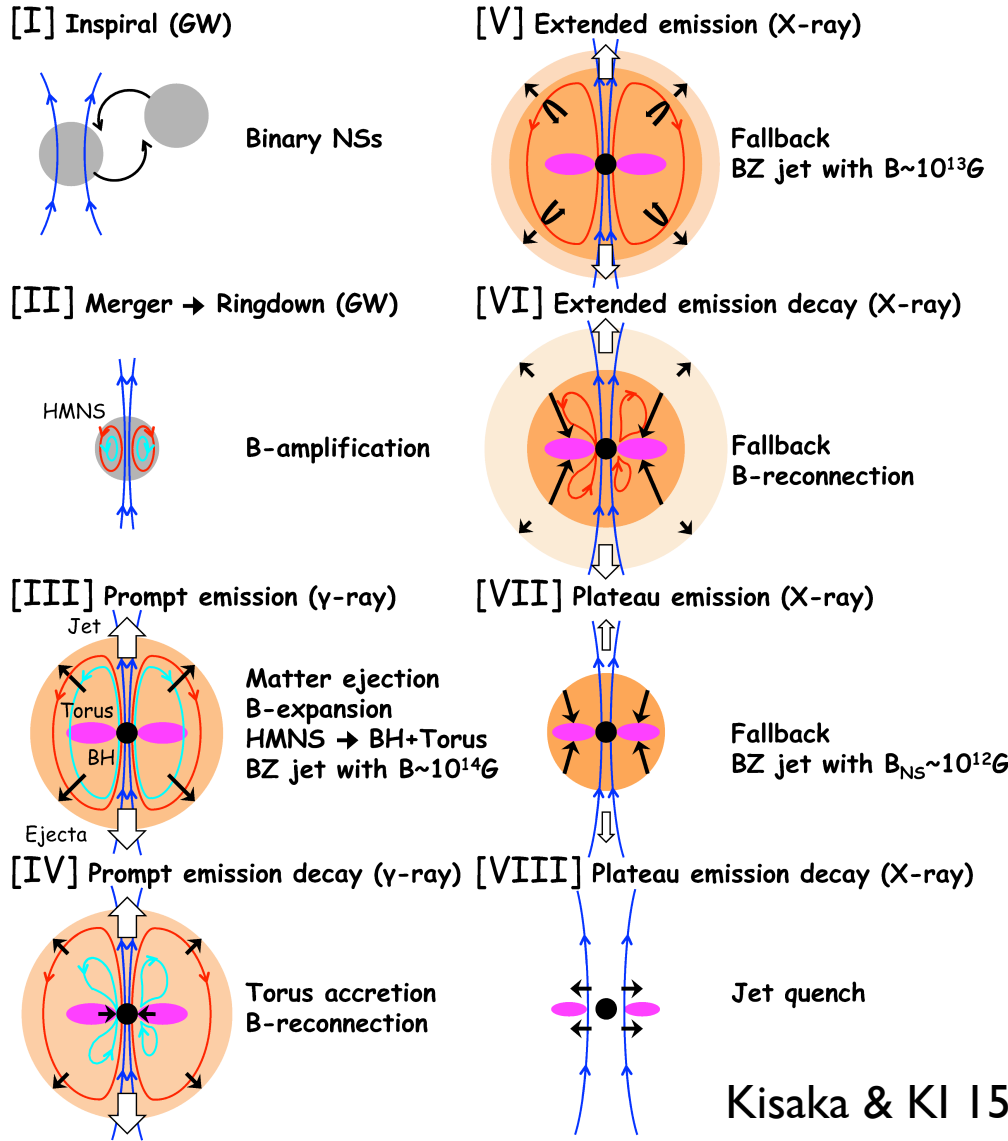 [I] Inspiral (GW)
Binary NSs
[II] Merger → Ringdown (GW)
HMNS
B-amplification
[III] Prompt emission (γ-ray)
Jet
Torus
BH
Ejecta
Matter ejection
B-expansion
HMNS → BH+Torus
BZ jet with B~10¹⁴G
[IV] Prompt emission decay (γ-ray)
Torus accretion
B-reconnection
[V] Extended emission (X-ray)
Fallback
BZ jet with B~10¹³G
[VI] Extended emission decay (X-ray)
Fallback
B-reconnection
[VII] Plateau emission (X-ray)
Fallback
BZ jet with B_NS~10¹²G
[VIII] Plateau emission decay (X-ray)
Jet quench
Kisaka & KI 15